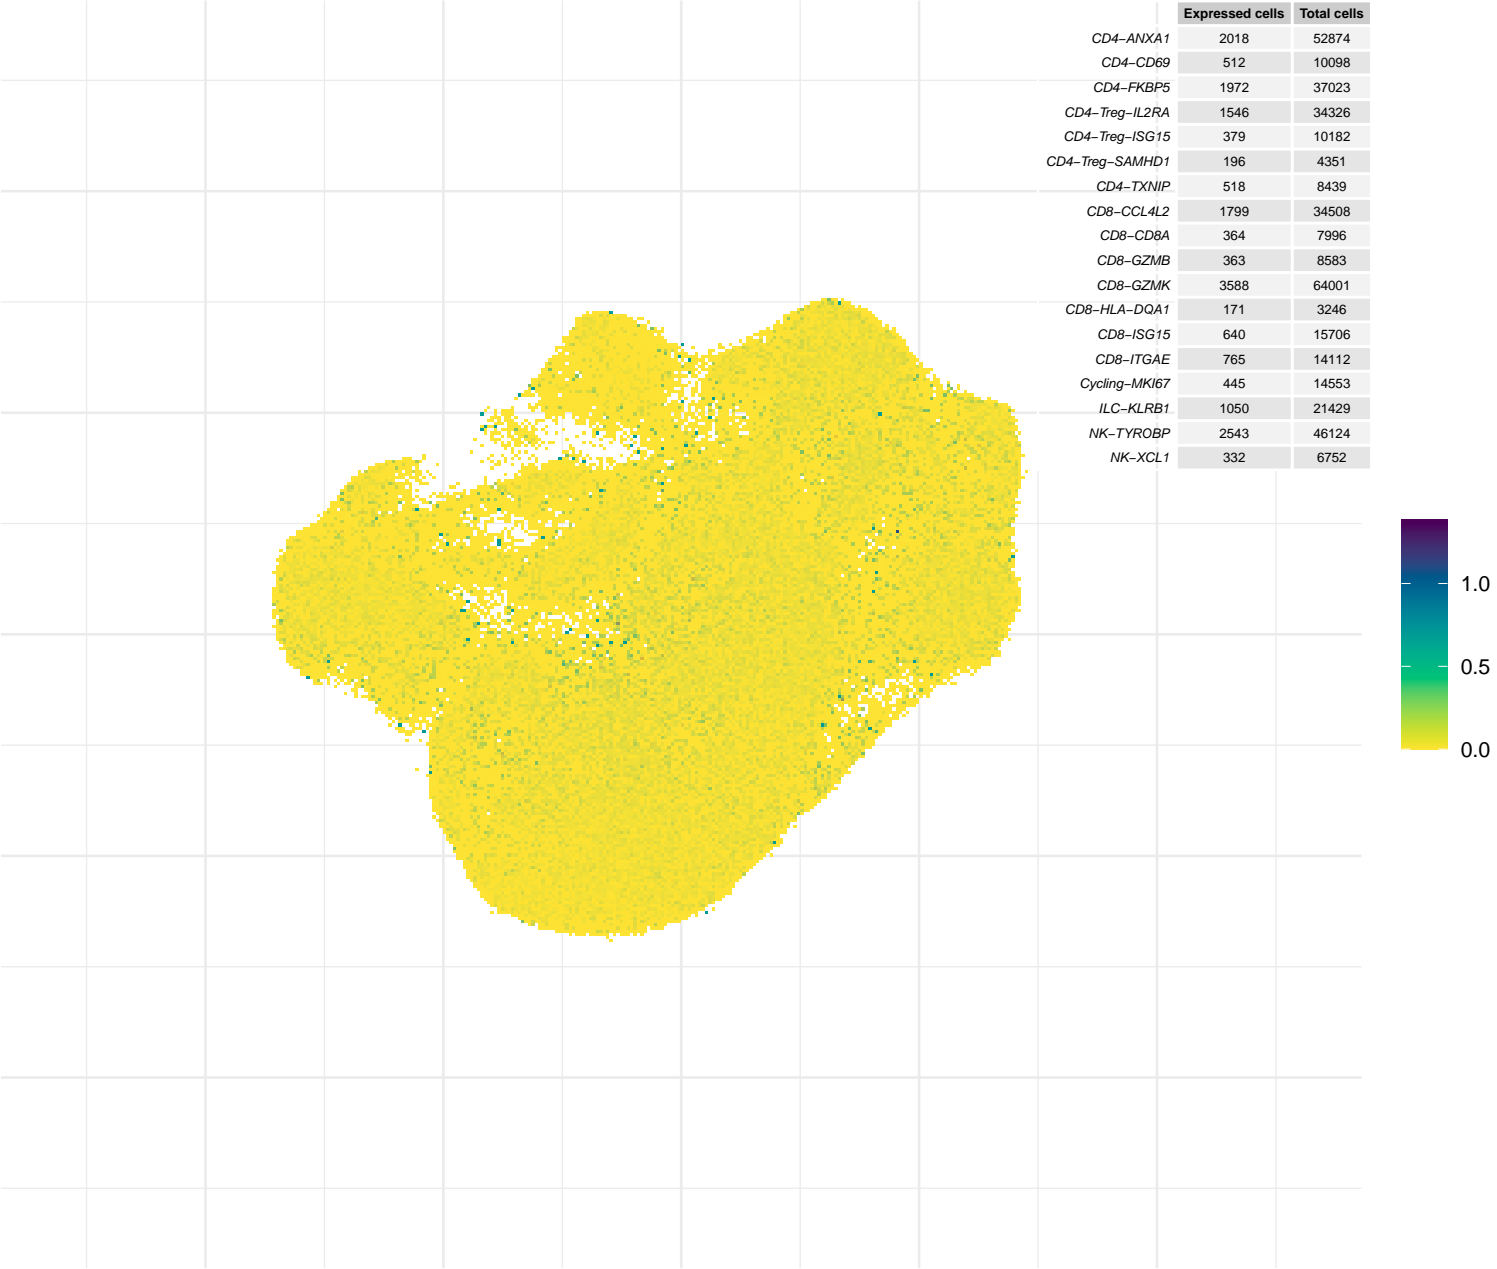 Expressed cells Total cells
CD4−ANXA1 2018 52874
CD4−CD69 512 10098
CD4−FKBP5 1972 37023
CD4−Treg−IL2RA 1546 34326
CD4−Treg−ISG15 379 10182
CD4−Treg−SAMHD1 196 4351
CD4−TXNIP 518 8439
CD8−CCL4L2 1799 34508
CD8−CD8A 364 7996
CD8−GZMB 363 8583
CD8−GZMK 3588 64001
CD8−HLA−DQA1 171 3246
CD8−ISG15 640 15706
CD8−ITGAE 765 14112
Cycling−MKI67 445 14553
ILC−KLRB1 1050 21429
NK−TYROBP 2543 46124
NK−XCL1 332 6752
1.0
0.5
0.0